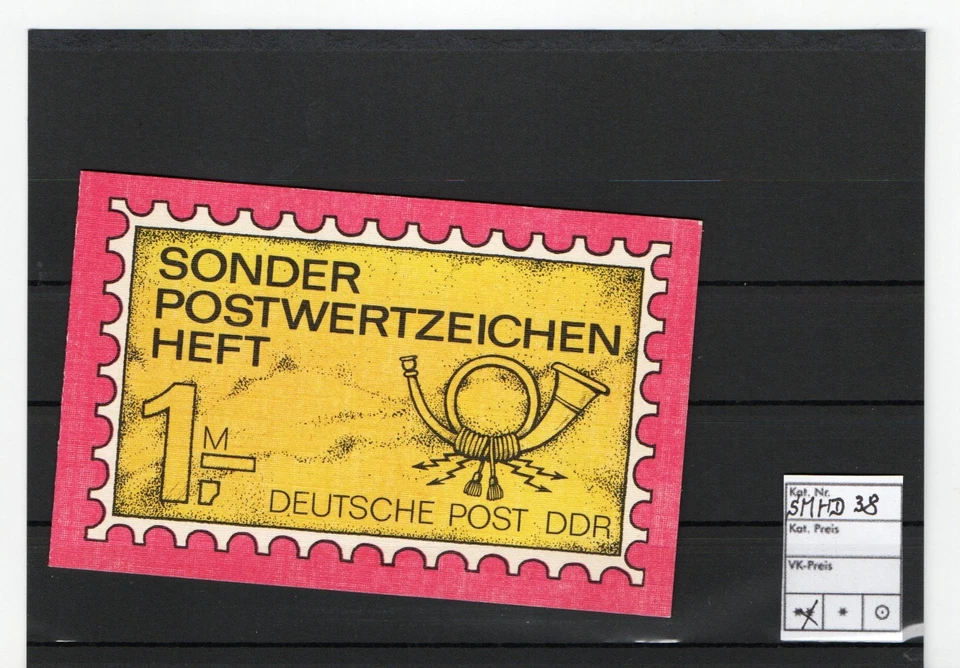 SONDER
POSTWERTZEICHEN
HEFT
1,- M
DEUTSCHE POST DDR
Kat. Nr.
SMHD 38
Kat. Preis
VK-Preis